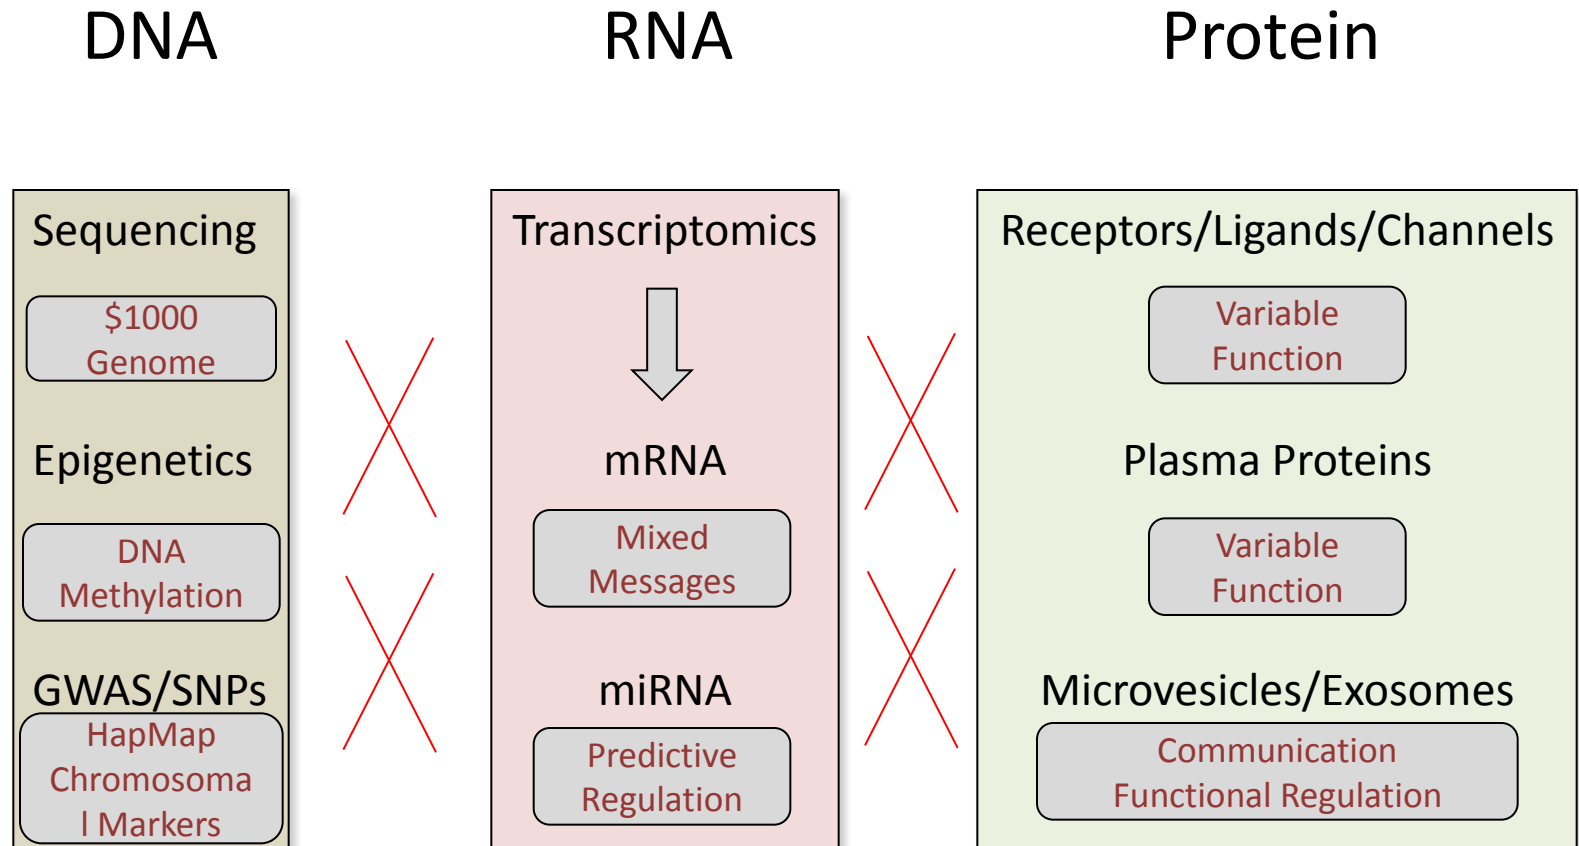 DNA
RNA
Protein
Sequencing
$1000
Genome
Epigenetics
DNA
Methylation
GWAS/SNPs
HapMap
Chromosoma
l Markers
Transcriptomics
mRNA
Mixed
Messages
miRNA
Predictive
Regulation
Receptors/Ligands/Channels
Variable
Function
Plasma Proteins
Variable
Function
Microvesicles/Exosomes
Communication
Functional Regulation